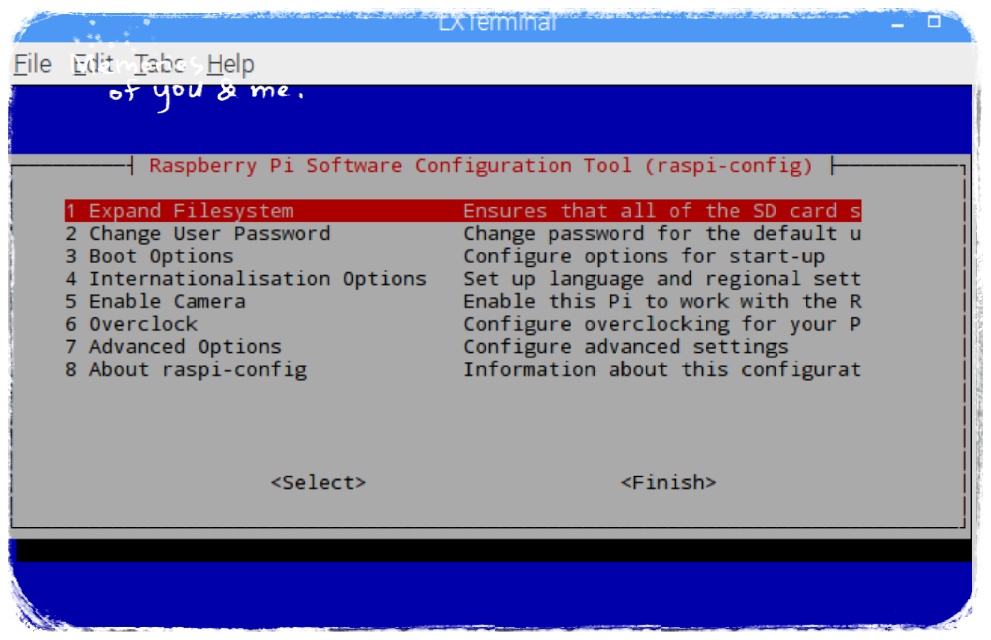 LXTerminal
File Edit Tabs Help
Memories
of you & me.
Raspberry Pi Software Configuration Tool (raspi-config)
1 Expand Filesystem Ensures that all of the SD card s
2 Change User Password Change password for the default u
3 Boot Options Configure options for start-up
4 Internationalisation Options Set up language and regional sett
5 Enable Camera Enable this Pi to work with the R
6 Overclock Configure overclocking for your P
7 Advanced Options Configure advanced settings
8 About raspi-config Information about this configurat
<Select> <Finish>